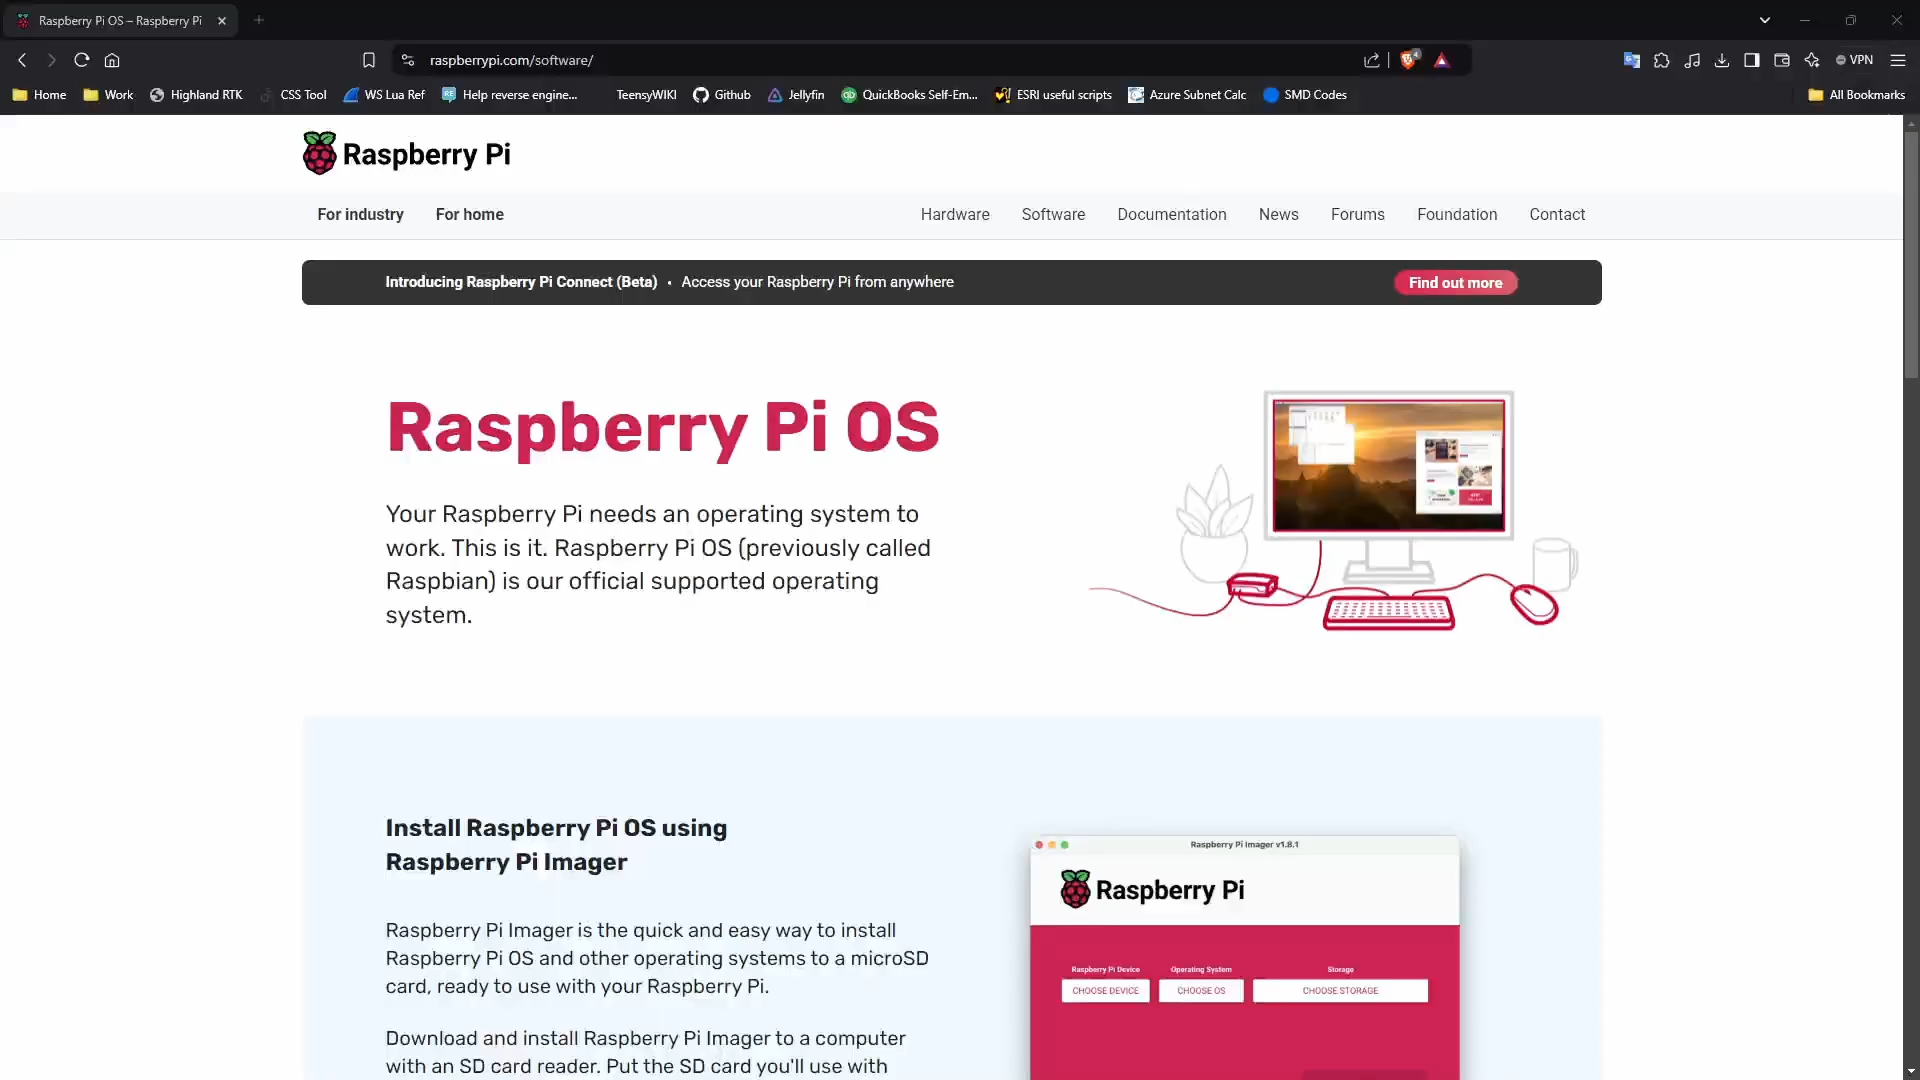 Raspberry Pi OS – Raspberry Pi
raspberrypi.com/software/
4
VPN
Home
Work
Highland RTK
CSS Tool
WS Lua Ref
Help reverse engine...
TeensyWIKI
Github
Jellyfin
QuickBooks Self-Em...
ESRI useful scripts
Azure Subnet Calc
SMD Codes
All Bookmarks
Raspberry Pi
For industry
For home
Hardware
Software
Documentation
News
Forums
Foundation
Contact
Introducing Raspberry Pi Connect (Beta) • Access your Raspberry Pi from anywhere
Find out more
Raspberry Pi OS
Your Raspberry Pi needs an operating system to
work. This is it. Raspberry Pi OS (previously called
Raspbian) is our official supported operating
system.
Install Raspberry Pi OS using
Raspberry Pi Imager
Raspberry Pi Imager is the quick and easy way to install
Raspberry Pi OS and other operating systems to a microSD
card, ready to use with your Raspberry Pi.
Download and install Raspberry Pi Imager to a computer
with an SD card reader. Put the SD card you'll use with
Raspberry Pi Imager v1.8.1
Raspberry Pi
Raspberry Pi Device
Operating System
Storage
CHOOSE DEVICE
CHOOSE OS
CHOOSE STORAGE